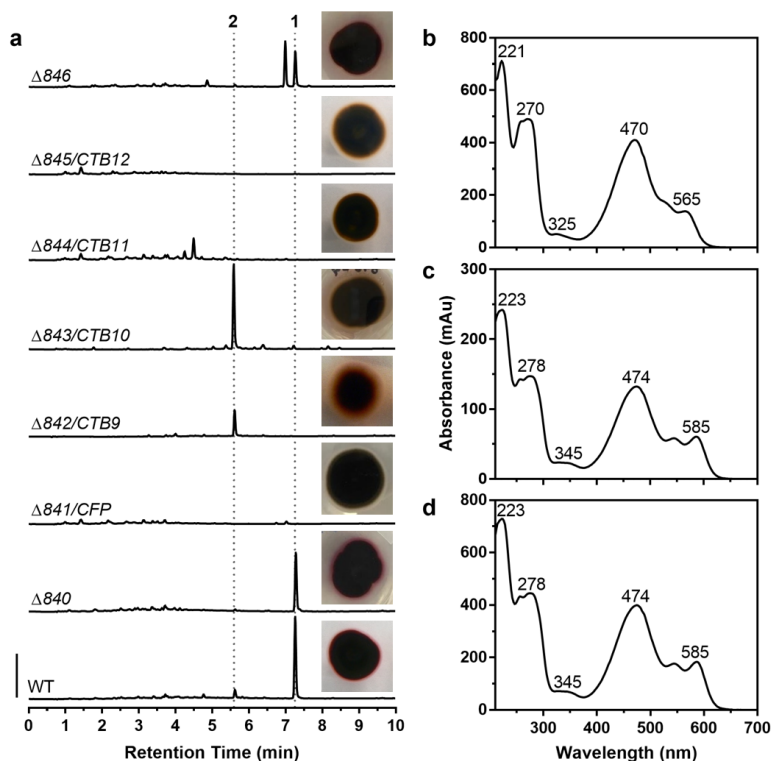 a
2 1
Δ846
Δ845/CTB12
Δ844/CTB11
Δ843/CTB10
Δ842/CTB9
Δ841/CFP
Δ840
WT
0 1 2 3 4 5 6 7 8 9 10
Retention Time (min)
b
800
600
400
200
0
221
270
325
470
565
c
300
200
100
0
223
278
345
474
585
Absorbance (mAu)
d
800
600
400
200
0
223
278
345
474
585
300 400 500 600 700
Wavelength (nm)